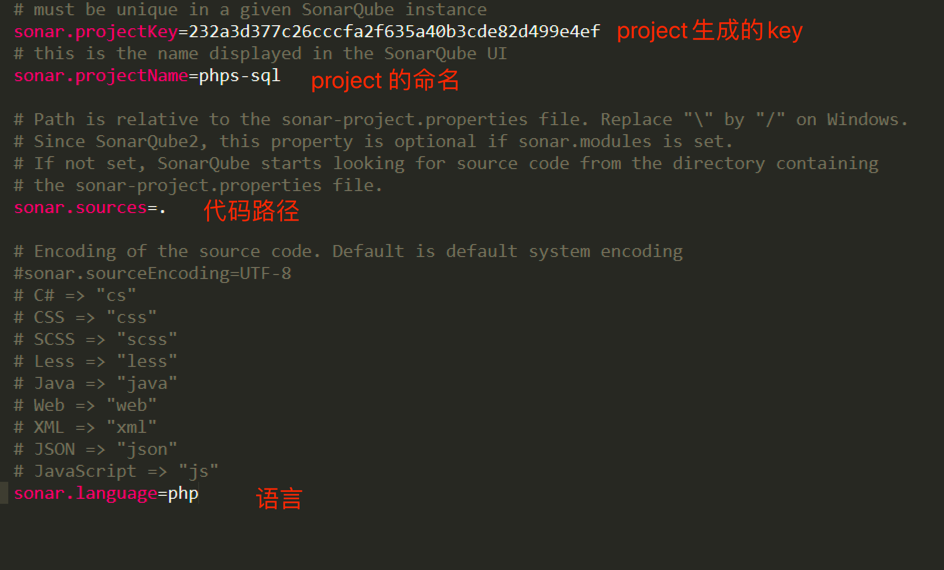 # must be unique in a given SonarQube instance
sonar.projectKey=232a3d377c26cccfa2f635a40b3cde82d499e4ef project 生成的 key
# this is the name displayed in the SonarQube UI
sonar.projectName=phps-sql project 的命名
# Path is relative to the sonar-project.properties file. Replace "\" by "/" on Windows.
# Since SonarQube2, this property is optional if sonar.modules is set.
# If not set, SonarQube starts looking for source code from the directory containing
# the sonar-project.properties file.
sonar.sources=. 代码路径
# Encoding of the source code. Default is default system encoding
#sonar.sourceEncoding=UTF-8
# C# => "cs"
# CSS => "css"
# SCSS => "scss"
# Less => "less"
# Java => "java"
# Web => "web"
# XML => "xml"
# JSON => "json"
# JavaScript => "js"
sonar.language=php 语言